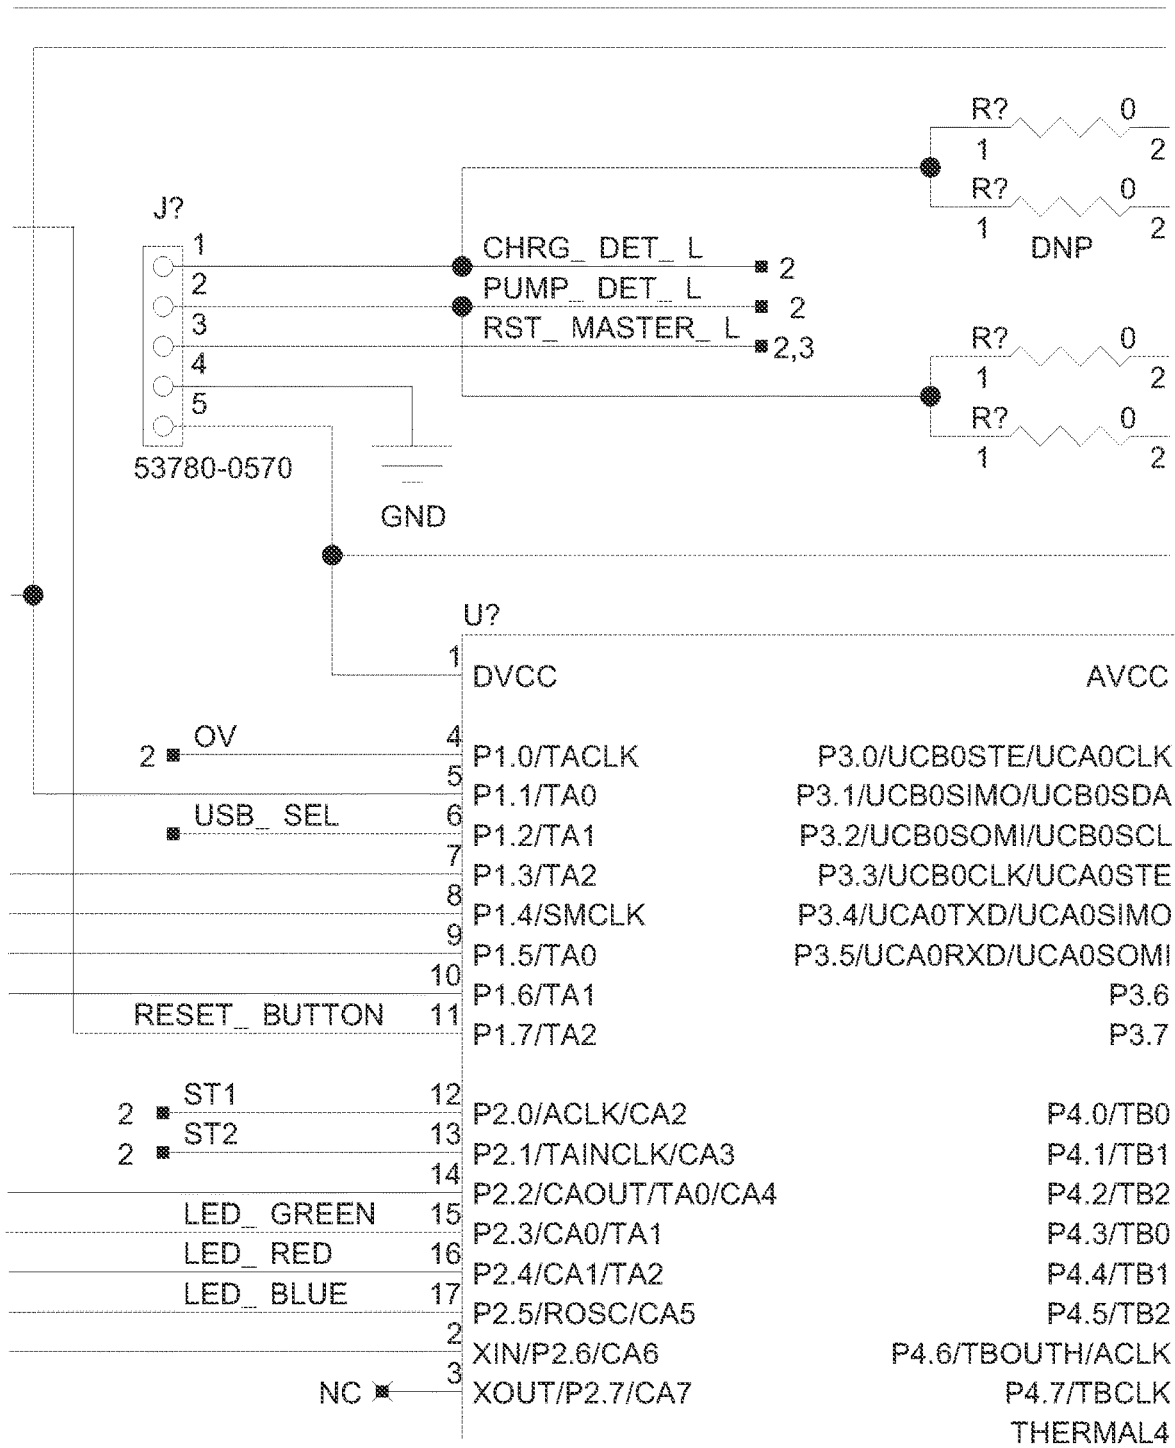 R? 0
1 2
R? 0
1 2
DNP
J?
1
2
3
4
5
53780-0570
CHRG_ DET_ L
2
PUMP_ DET_ L
2
RST_ MASTER_ L
2,3
R? 0
1 2
R? 0
1 2
GND
U?
1 DVCC AVCC
2 OV 4 P1.0/TACLK P3.0/UCB0STE/UCA0CLK
5 P1.1/TA0 P3.1/UCB0SIMO/UCB0SDA
USB_ SEL 6 P1.2/TA1 P3.2/UCB0SOMI/UCB0SCL
7 P1.3/TA2 P3.3/UCB0CLK/UCA0STE
8 P1.4/SMCLK P3.4/UCA0TXD/UCA0SIMO
9 P1.5/TA0 P3.5/UCA0RXD/UCA0SOMI
10 P1.6/TA1 P3.6
RESET_ BUTTON 11 P1.7/TA2 P3.7
2 ST1 12 P2.0/ACLK/CA2 P4.0/TB0
2 ST2 13 P2.1/TAINCLK/CA3 P4.1/TB1
14 P2.2/CAOUT/TA0/CA4 P4.2/TB2
LED_ GREEN 15 P2.3/CA0/TA1 P4.3/TB0
LED_ RED 16 P2.4/CA1/TA2 P4.4/TB1
LED_ BLUE 17 P2.5/ROSC/CA5 P4.5/TB2
2 XIN/P2.6/CA6 P4.6/TBOUTH/ACLK
NC 3 XOUT/P2.7/CA7 P4.7/TBCLK
THERMAL4